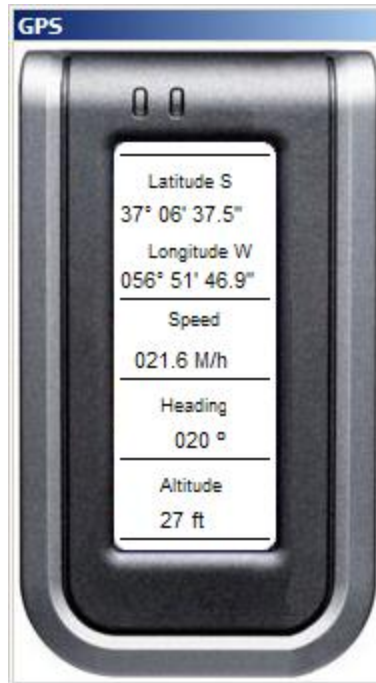 GPS
Latitude S
37° 06' 37.5"
Longitude W
056° 51' 46.9"
Speed
021.6 M/h
Heading
020 º
Altitude
27 ft